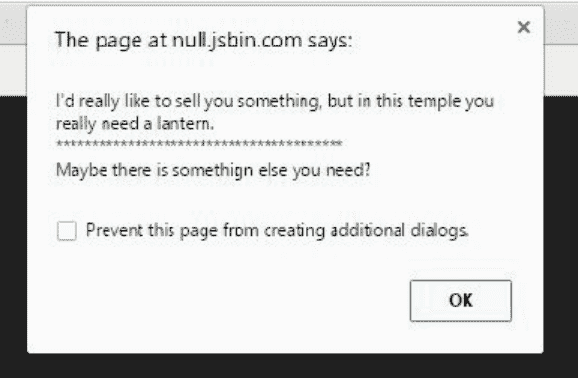 The page at null.jsbin.com says:
×
I'd really like to sell you something, but in this temple you
really need a lantern.
****************************************
Maybe there is somethign else you need?
Prevent this page from creating additional dialogs.
OK